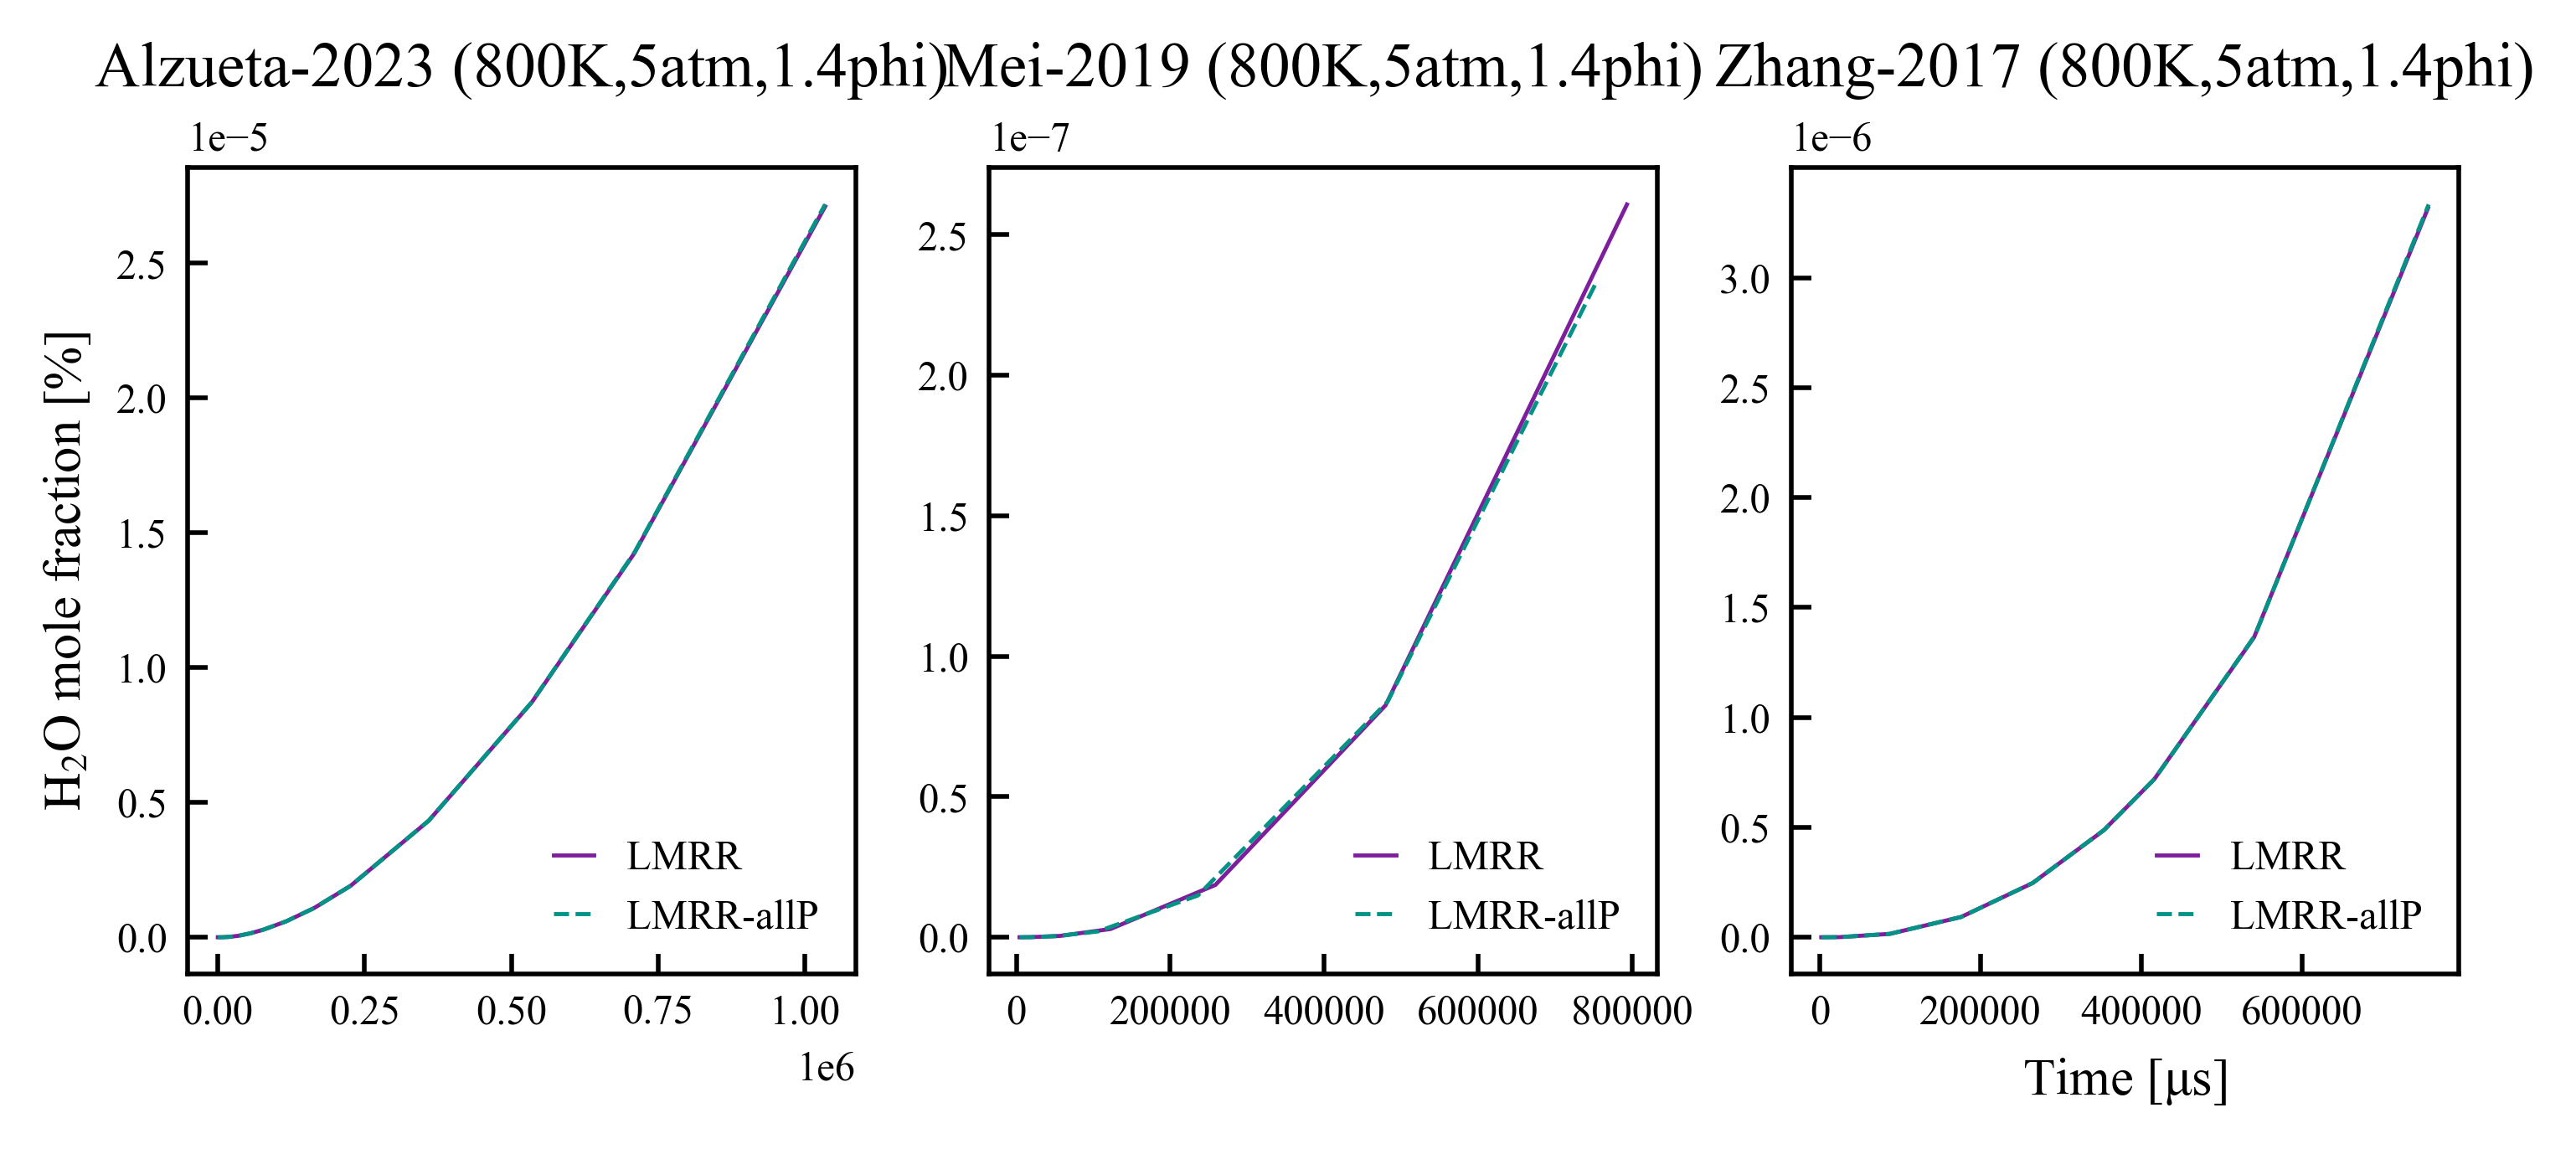 Alzueta-2023 (800K,5atm,1.4phi)
Mei-2019 (800K,5atm,1.4phi)
Zhang-2017 (800K,5atm,1.4phi)
H₂O mole fraction [%]
1e−5
2.5
2.0
1.5
1.0
0.5
0.0
LMRR
LMRR-allP
0.00 0.25 0.50 0.75 1.00
1e6
1e−7
2.5
2.0
1.5
1.0
0.5
0.0
LMRR
LMRR-allP
0 200000 400000 600000 800000
1e−6
3.0
2.5
2.0
1.5
1.0
0.5
0.0
LMRR
LMRR-allP
0 200000 400000 600000
Time [μs]